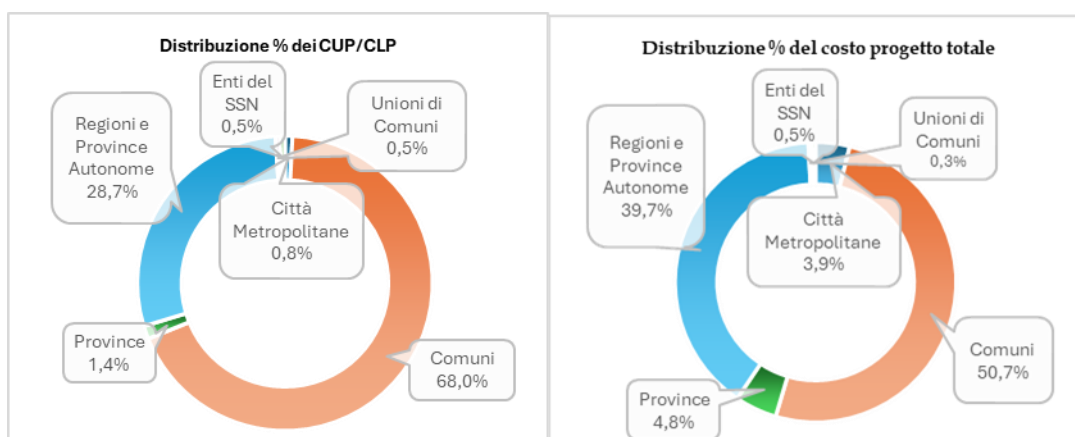 Distribuzione % dei CUP/CLP
Enti del
SSN
0,5%
Unioni di
Comuni
0,5%
Regioni e
Province
Autonome
28,7%
Città
Metropolitane
0,8%
Province
1,4%
Comuni
68,0%
Distribuzione % del costo progetto totale
Enti del
SSN
0,5%
Unioni di
Comuni
0,3%
Regioni e
Province
Autonome
39,7%
Città
Metropolitane
3,9%
Comuni
50,7%
Province
4,8%